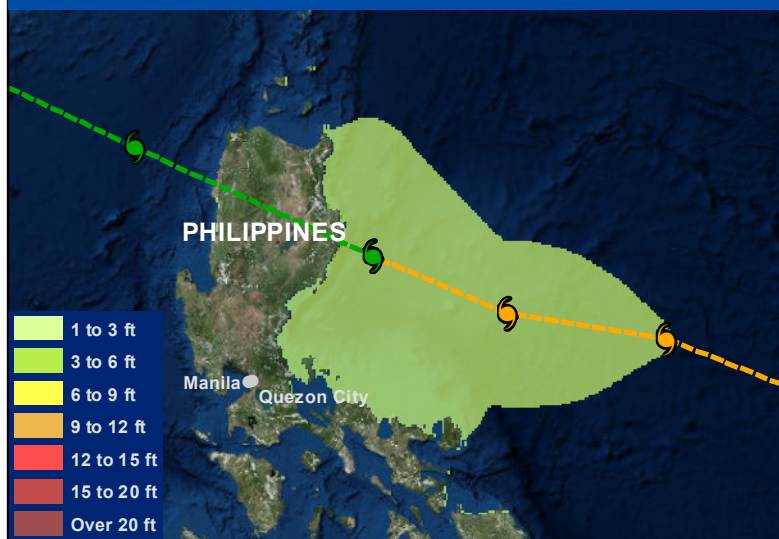 PHILIPPINES
Manila
Quezon City
1 to 3 ft
3 to 6 ft
6 to 9 ft
9 to 12 ft
12 to 15 ft
15 to 20 ft
Over 20 ft